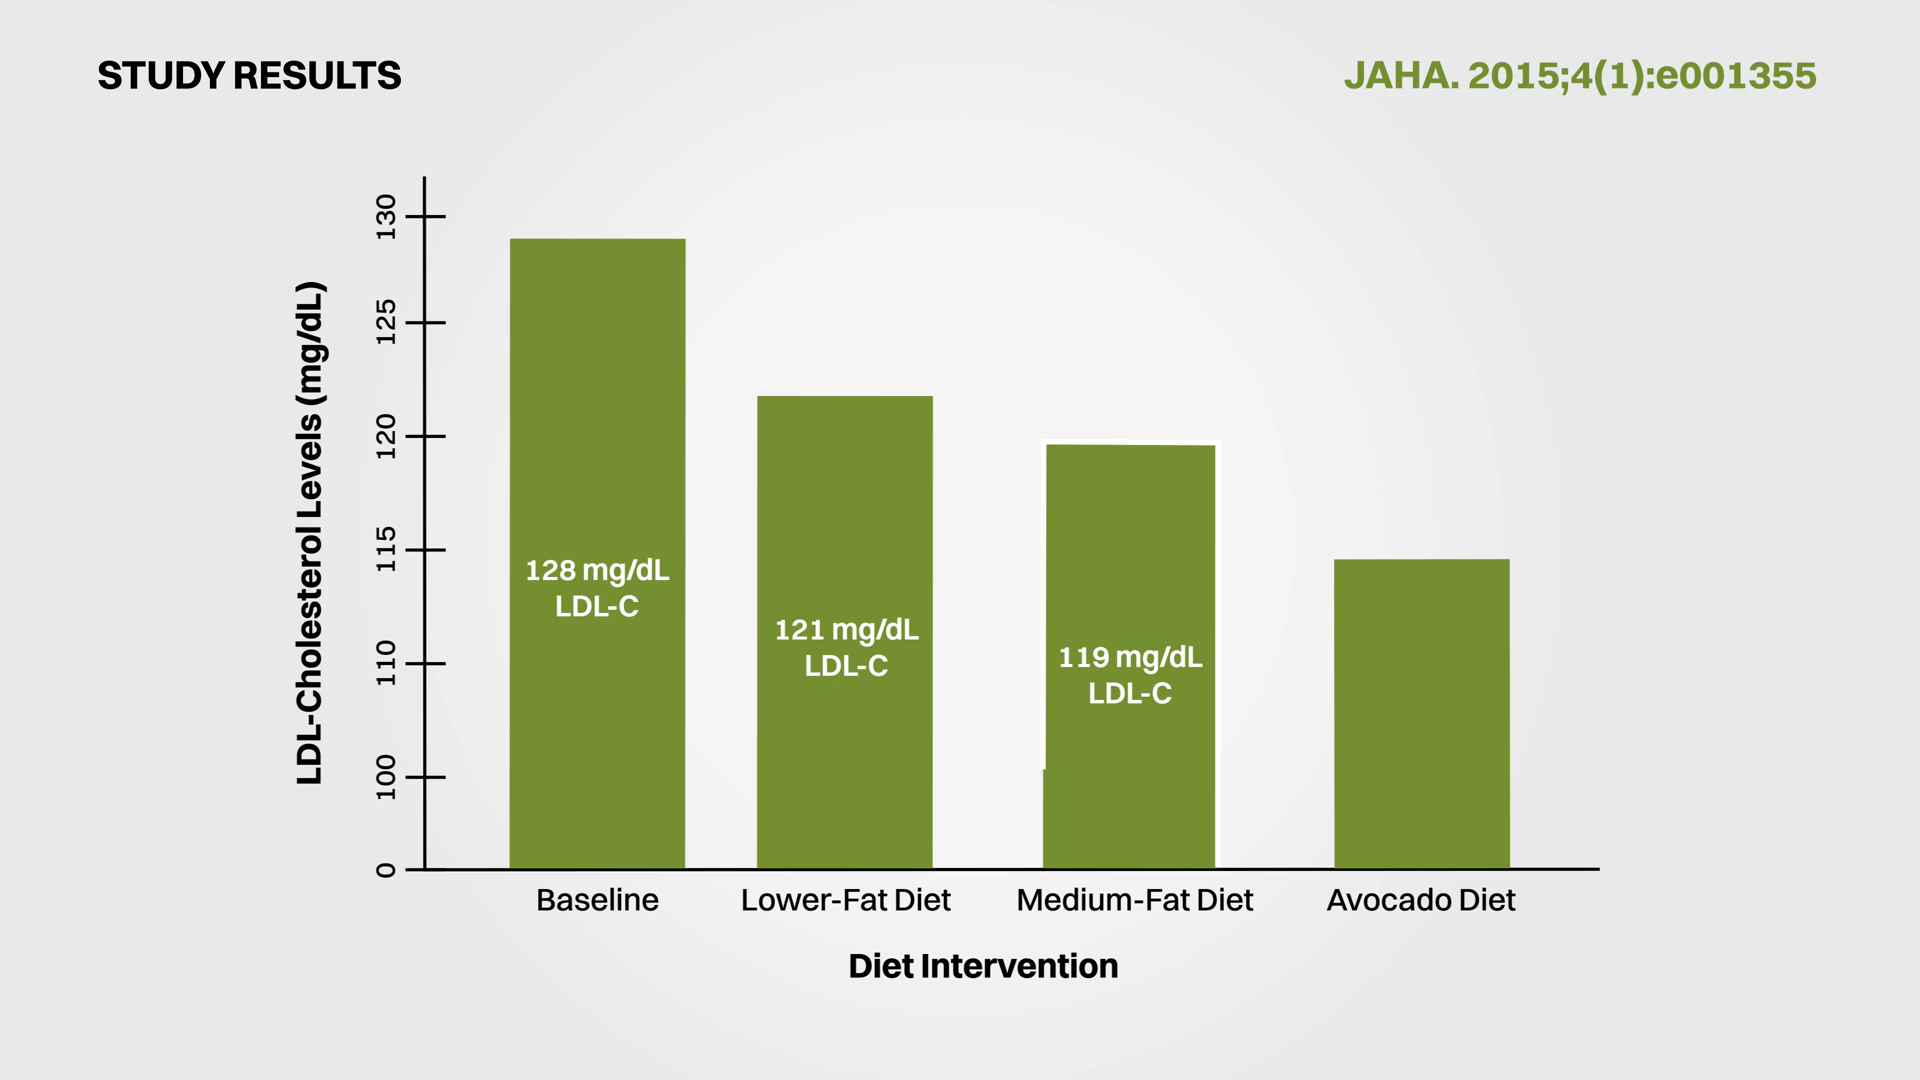 STUDY RESULTS
JAHA. 2015;4(1):e001355
LDL-Cholesterol Levels (mg/dL)
130
125
120
115
110
100
0
128 mg/dL
LDL-C
121 mg/dL
LDL-C
119 mg/dL
LDL-C
Baseline
Lower-Fat Diet
Medium-Fat Diet
Avocado Diet
Diet Intervention